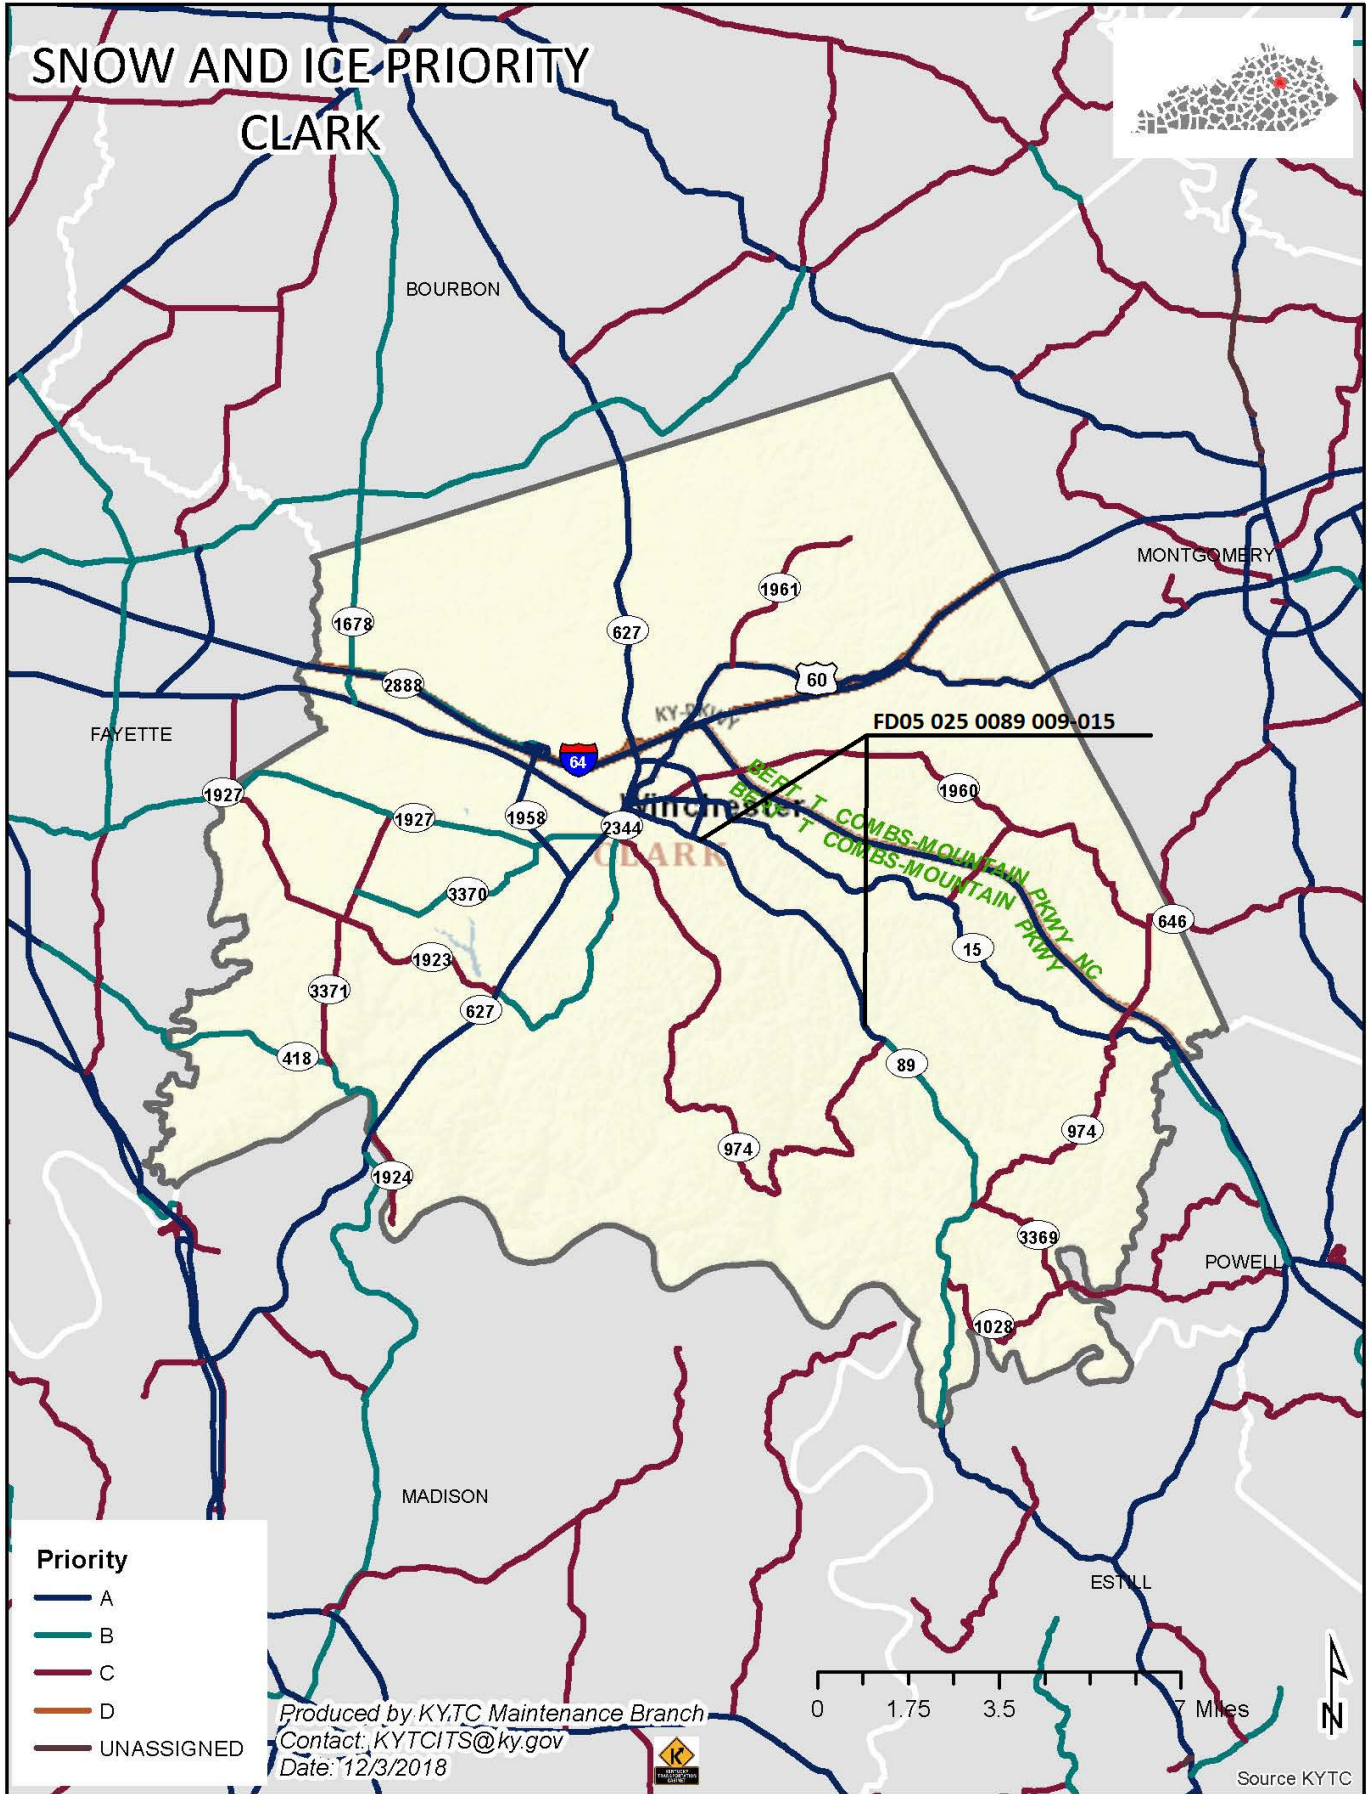 SNOW AND ICE PRIORITY
CLARK
BOURBON
MONTGOMERY
1961
1678
627
2888
60
KY-PKWY
FD05 025 0089 009-015
FAYETTE
64
1927
1960
1927
1958
2344
Winchester
CLARK
BERT T COMBS-MOUNTAIN PKWY NC
BERT T COMBS-MOUNTAIN PKWY
3370
646
15
1923
3371
627
418
89
974
974
1924
3369
POWELL
1028
MADISON
ESTILL
Priority
A
B
C
D
UNASSIGNED
Produced by KYTC Maintenance Branch
Contact: KYTCITS@ky.gov
Date: 12/3/2018
K
KENTUCKY
TRANSPORTATION
CABINET
0 1.75 3.5 7 Miles
N
Source KYTC